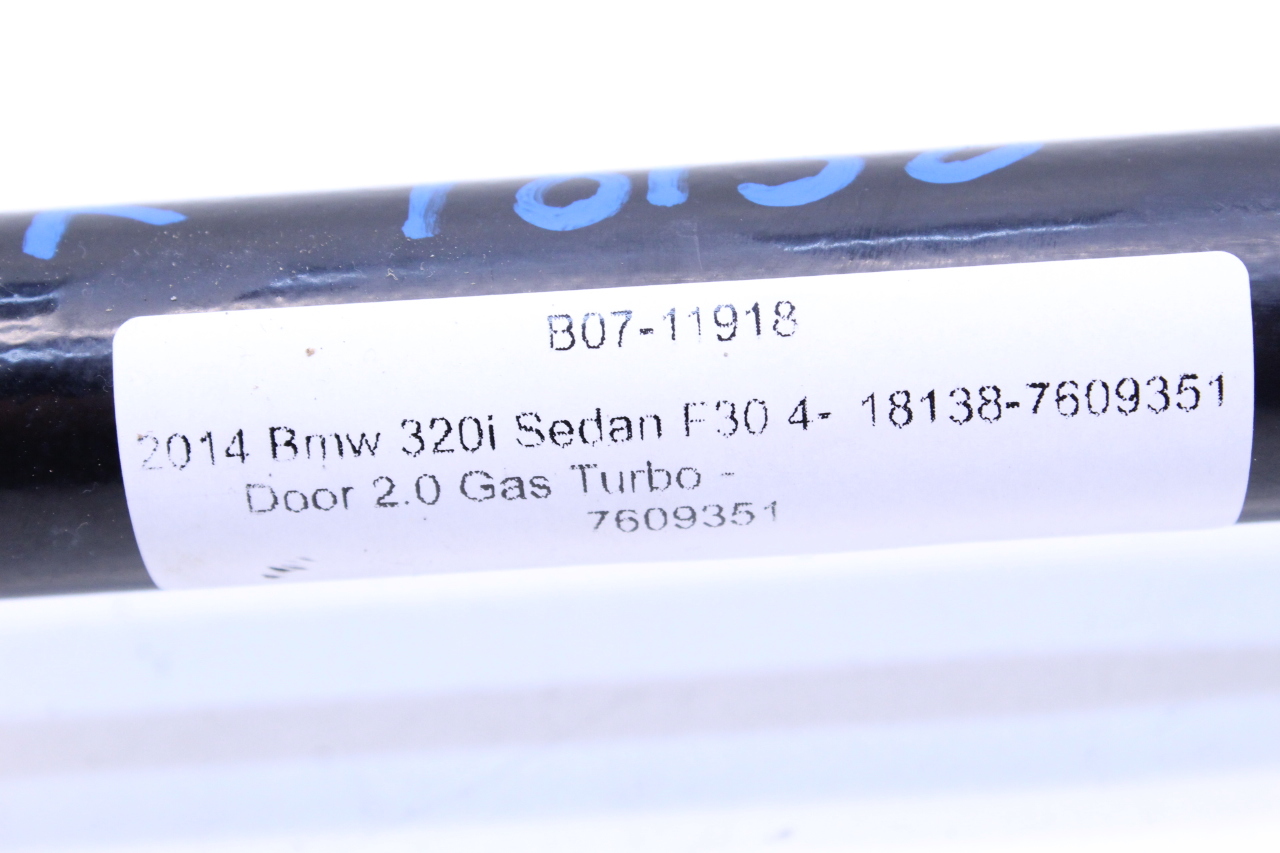 B07-11918
2014 Bmw 320i Sedan F30 4- 18138-7609351
Door 2.0 Gas Turbo -
7609351